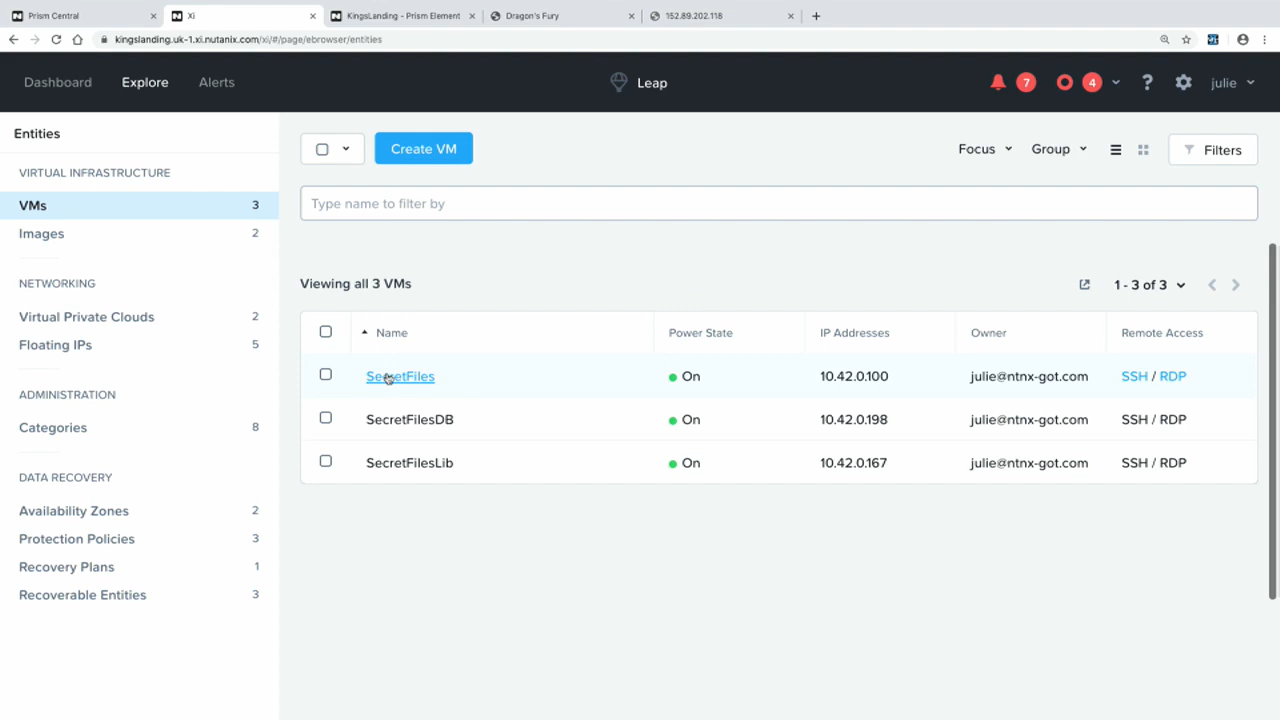 Prism Central
Xi
KingsLanding - Prism Element
Dragon's Fury
152.89.202.118
kingslanding.uk-1.xi.nutanix.com/xi/#/page/ebrowser/entities
Dashboard Explore Alerts
Leap
7
4
?
julie
Entities
VIRTUAL INFRASTRUCTURE
VMs 3
Images 2
NETWORKING
Virtual Private Clouds 2
Floating IPs 5
ADMINISTRATION
Categories 8
DATA RECOVERY
Availability Zones 2
Protection Policies 3
Recovery Plans 1
Recoverable Entities 3
Create VM
Focus
Group
Filters
Type name to filter by
Viewing all 3 VMs
1 - 3 of 3
Name Power State IP Addresses Owner Remote Access
SecretFiles On 10.42.0.100 julie@ntnx-got.com SSH / RDP
SecretFilesDB On 10.42.0.198 julie@ntnx-got.com SSH / RDP
SecretFilesLib On 10.42.0.167 julie@ntnx-got.com SSH / RDP